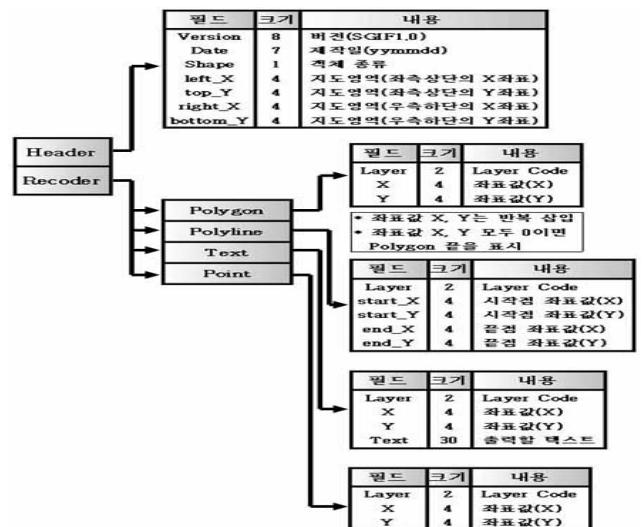 필드 크기 내용
Version 8 버전(SGIF1.0)
Date 7 제작일(yymmdd)
Shape 1 객체 종류
left_X 4 지도영역(좌측상단의 X좌표)
top_Y 4 지도영역(좌측상단의 Y좌표)
right_X 4 지도영역(우측하단의 X좌표)
bottom_Y 4 지도영역(우측하단의 Y좌표)
Header
Recoder
Polygon
Polyline
Text
Point
필드 크기 내용
Layer 2 Layer Code
X 4 좌표값(X)
Y 4 좌표값(Y)
* 좌표값 X, Y는 반복 삽입
* 좌표값 X, Y 모두 0이면
Polygon 끝을 표시
필드 크기 내용
Layer 2 Layer Code
start_X 4 시작점 좌표값(X)
start_Y 4 시작점 좌표값(Y)
end_X 4 끝점 좌표값(X)
end_Y 4 끝점 좌표값(Y)
필드 크기 내용
Layer 2 Layer Code
X 4 좌표값(X)
Y 4 좌표값(Y)
Text 30 출력할 텍스트
필드 크기 내용
Layer 2 Layer Code
X 4 좌표값(X)
Y 4 좌표값(Y)